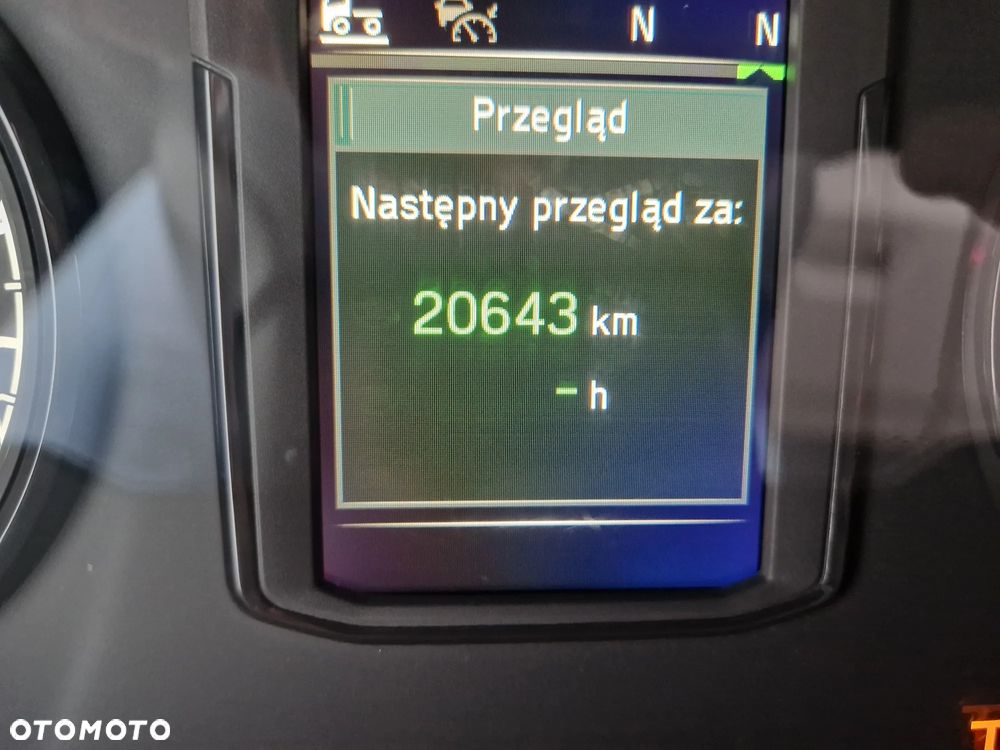 N
N
Przegląd
Następny przegląd za:
20643 km
- h
OTOMOTO